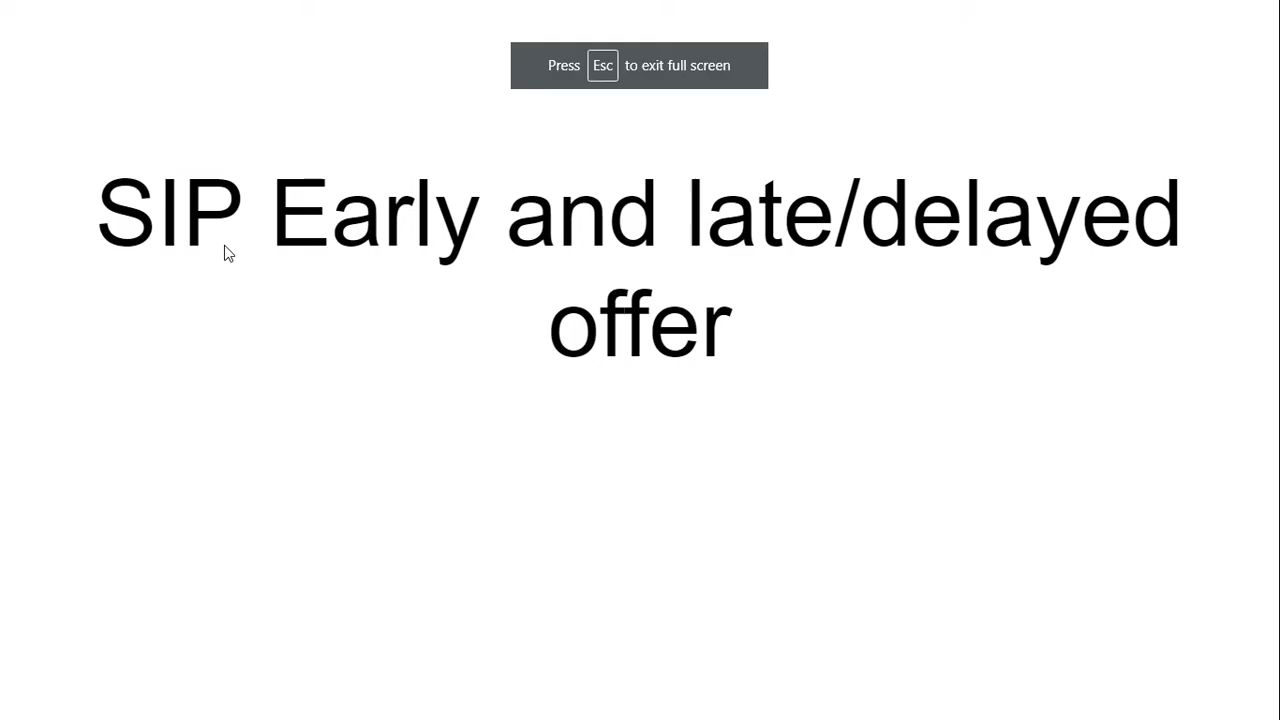 Press Esc to exit full screen
SIP Early and late/delayed
offer